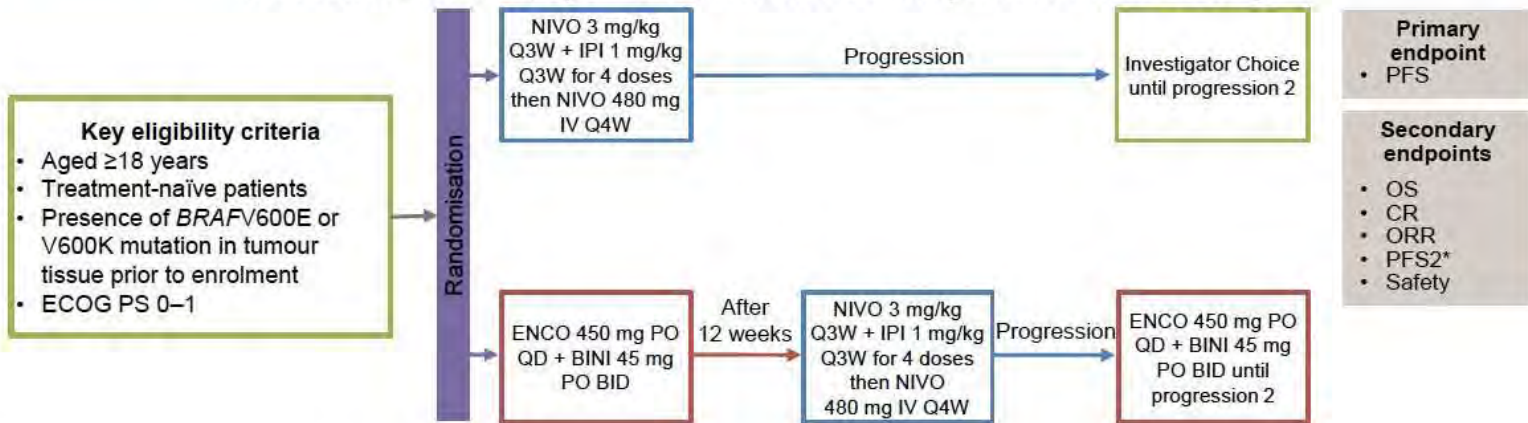 Key eligibility criteria
• Aged ≥18 years
• Treatment-naïve patients
• Presence of BRAFV600E or
V600K mutation in tumour
tissue prior to enrolment
• ECOG PS 0–1
Randomisation
NIVO 3 mg/kg
Q3W + IPI 1 mg/kg
Q3W for 4 doses
then NIVO 480 mg
IV Q4W
Progression
Investigator Choice
until progression 2
ENCO 450 mg PO
QD + BINI 45 mg
PO BID
After
12 weeks
NIVO 3 mg/kg
Q3W + IPI 1 mg/kg
Q3W for 4 doses
then NIVO
480 mg IV Q4W
Progression
ENCO 450 mg PO
QD + BINI 45 mg
PO BID until
progression 2
Primary
endpoint
• PFS
Secondary
endpoints
• OS
• CR
• ORR
• PFS2*
• Safety